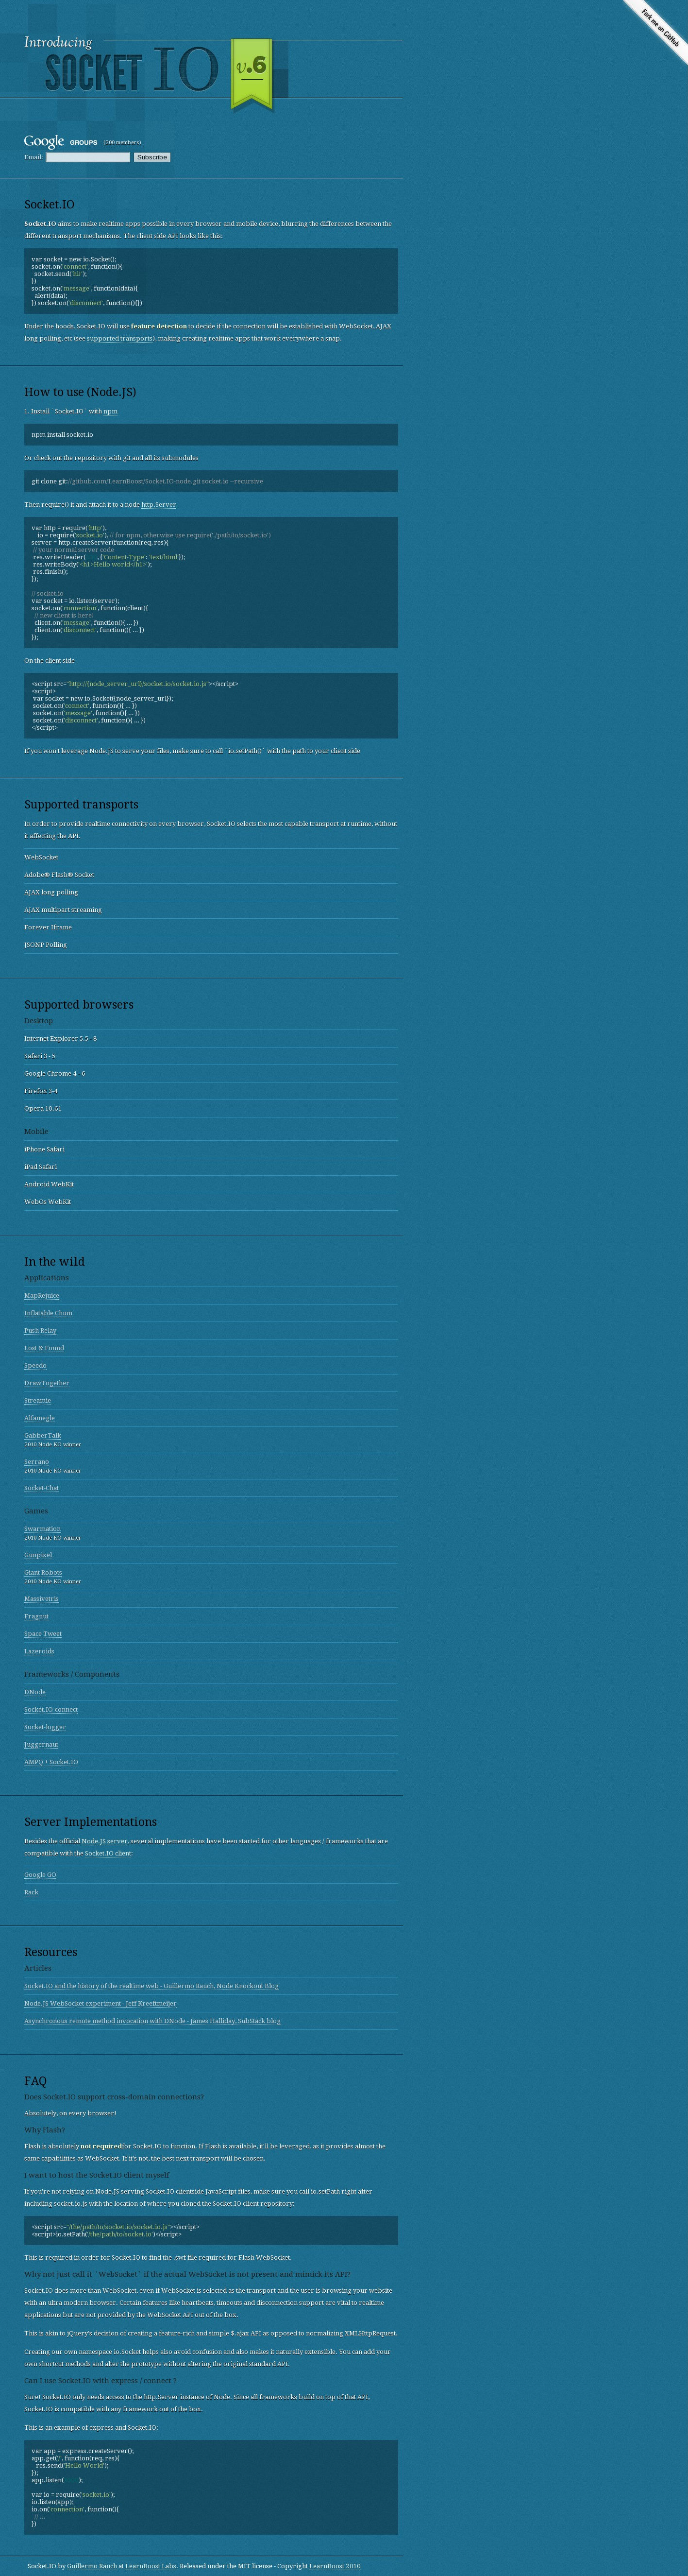 Fork me on GitHub
Introducing
SOCKET IO v.6
Google GROUPS (200 members)
Email: Subscribe
Socket.IO
Socket.IO aims to make realtime apps possible in every browser and mobile device, blurring the differences between the
different transport mechanisms. The client side API looks like this:
var socket = new io.Socket();
socket.on('connect', function(){
socket.send('hi!');
})
socket.on('message', function(data){
alert(data);
}) socket.on('disconnect', function(){})
Under the hoods, Socket.IO will use feature detection to decide if the connection will be established with WebSocket, AJAX
long polling, etc (see supported transports), making creating realtime apps that work everywhere a snap.
How to use (Node.JS)
1. Install `Socket.IO` with npm
npm install socket.io
Or check out the repository with git and all its submodules
git clone git://github.com/LearnBoost/Socket.IO-node.git socket.io --recursive
Then require() it and attach it to a node http.Server
var http = require('http'),
io = require('socket.io'), // for npm, otherwise use require('./path/to/socket.io')
server = http.createServer(function(req, res){
// your normal server code
res.writeHeader( , {'Content-Type': 'text/html'});
res.writeBody('<h1>Hello world</h1>');
res.finish();
});
// socket.io
var socket = io.listen(server);
socket.on('connection', function(client){
// new client is here!
client.on('message', function(){ ... })
client.on('disconnect', function(){ ... })
});
On the client side
<script src="http://{node_server_url}/socket.io/socket.io.js"></script>
<script>
var socket = new io.Socket({node_server_url});
socket.on('connect', function(){ ... })
socket.on('message', function(){ ... })
socket.on('disconnect', function(){ ... })
</script>
If you won't leverage Node.JS to serve your files, make sure to call `io.setPath()` with the path to your client side
Supported transports
In order to provide realtime connectivity on every browser, Socket.IO selects the most capable transport at runtime, without
it affecting the API.
WebSocket
Adobe® Flash® Socket
AJAX long polling
AJAX multipart streaming
Forever Iframe
JSONP Polling
Supported browsers
Desktop
Internet Explorer 5.5 - 8
Safari 3 - 5
Google Chrome 4 - 6
Firefox 3-4
Opera 10.61
Mobile
iPhone Safari
iPad Safari
Android WebKit
WebOs WebKit
In the wild
Applications
MapRejuice
Inflatable Chum
Push Relay
Lost & Found
Speedo
DrawTogether
Streamie
Alfamegle
GabberTalk
2010 Node KO winner
Serrano
2010 Node KO winner
Socket-Chat
Games
Swarmation
2010 Node KO winner
Gunpixel
Giant Robots
2010 Node KO winner
Massivetris
Fragnut
Space Tweet
Lazeroids
Frameworks / Components
DNode
Socket.IO-connect
Socket-logger
Juggernaut
AMPQ + Socket.IO
Server Implementations
Besides the official Node.JS server, several implementations have been started for other languages / frameworks that are
compatible with the Socket.IO client:
Google GO
Rack
Resources
Articles
Socket.IO and the history of the realtime web - Guillermo Rauch, Node Knockout Blog
Node.JS WebSocket experiment - Jeff Kreeftmeijer
Asynchronous remote method invocation with DNode - James Halliday, SubStack blog
FAQ
Does Socket.IO support cross-domain connections?
Absolutely, on every browser!
Why Flash?
Flash is absolutely not requiredfor Socket.IO to function. If Flash is available, it'll be leveraged, as it provides almost the
same capabilities as WebSocket. If it's not, the best next transport will be chosen.
I want to host the Socket.IO client myself
If you're not relying on Node.JS serving Socket.IO clientside JavaScript files, make sure you call io.setPath right after
including socket.io.js with the location of where you cloned the Socket.IO client repository:
<script src="/the/path/to/socket.io/socket.io.js"></script>
<script>io.setPath('/the/path/to/socket.io')</script>
This is required in order for Socket.IO to find the .swf file required for Flash WebSocket.
Why not just call it `WebSocket` if the actual WebSocket is not present and mimick its API?
Socket.IO does more than WebSocket, even if WebSocket is selected as the transport and the user is browsing your website
with an ultra modern browser. Certain features like heartbeats, timeouts and disconnection support are vital to realtime
applications but are not provided by the WebSocket API out of the box.
This is akin to jQuery's decision of creating a feature-rich and simple $.ajax API as opposed to normalizing XMLHttpRequest.
Creating our own namespace io.Socket helps also avoid confusion and also makes it naturally extensible. You can add your
own shortcut methods and alter the prototype without altering the original standard API.
Can I use Socket.IO with express / connect ?
Sure! Socket.IO only needs access to the http.Server instance of Node. Since all frameworks build on top of that API,
Socket.IO is compatible with any framework out of the box.
This is an example of express and Socket.IO:
var app = express.createServer();
app.get('/', function(req, res){
res.send('Hello World');
});
app.listen( );
var io = require('socket.io');
io.listen(app);
io.on('connection', function(){
// ...
})
Socket.IO by Guillermo Rauch at LearnBoost Labs. Released under the MIT license - Copyright LearnBoost 2010